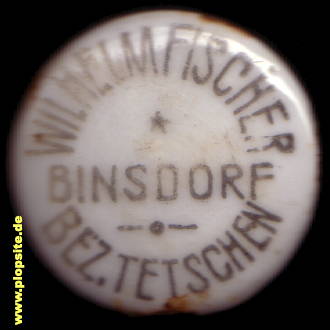 WILHELM FISCHER
BINSDORF
BEZ. TETSCHEN
www.plopsite.de